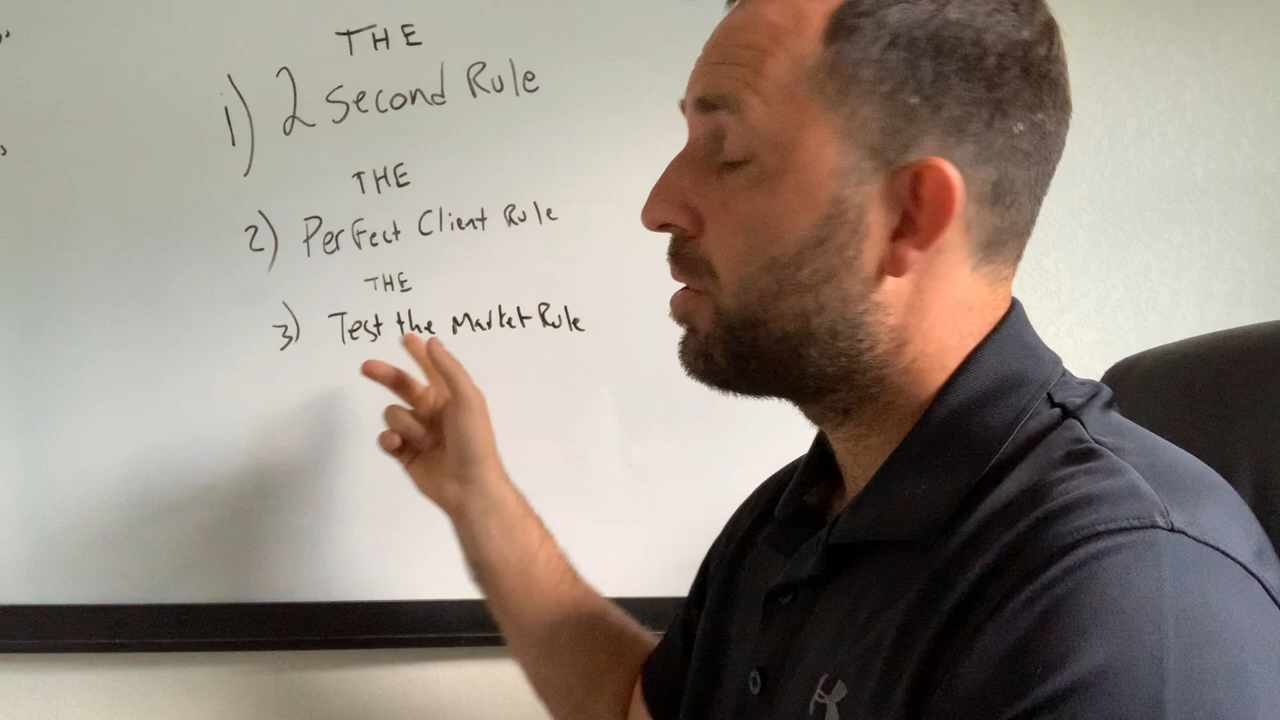 THE
1) 2 Second Rule
THE
2) Perfect Client Rule
THE
3) Test the Market Rule